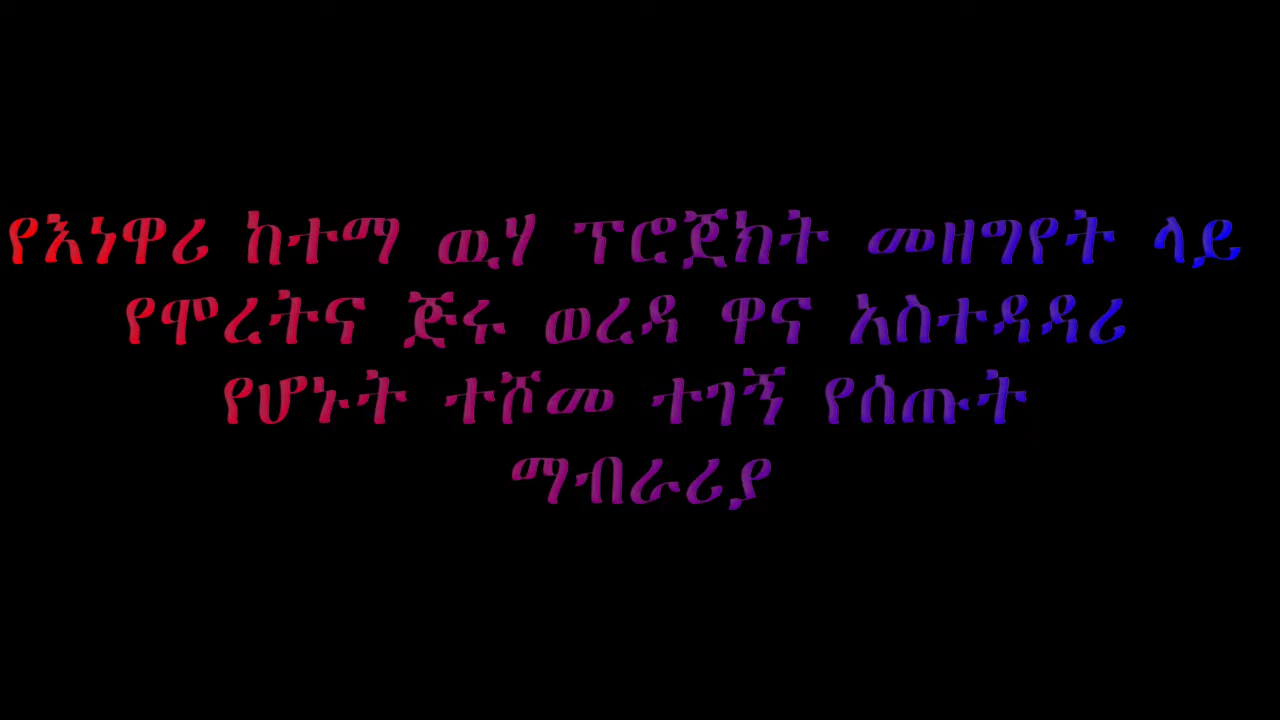 የእነዋሪ ከተማ ዉሃ ፕሮጀክት መዘግየት ላይ
የሞረትና ጅሩ ወረዳ ዋና አስተዳዳሪ
የሆኑት ተሾመ ተገኝ የሰጡት
ማብራሪያ